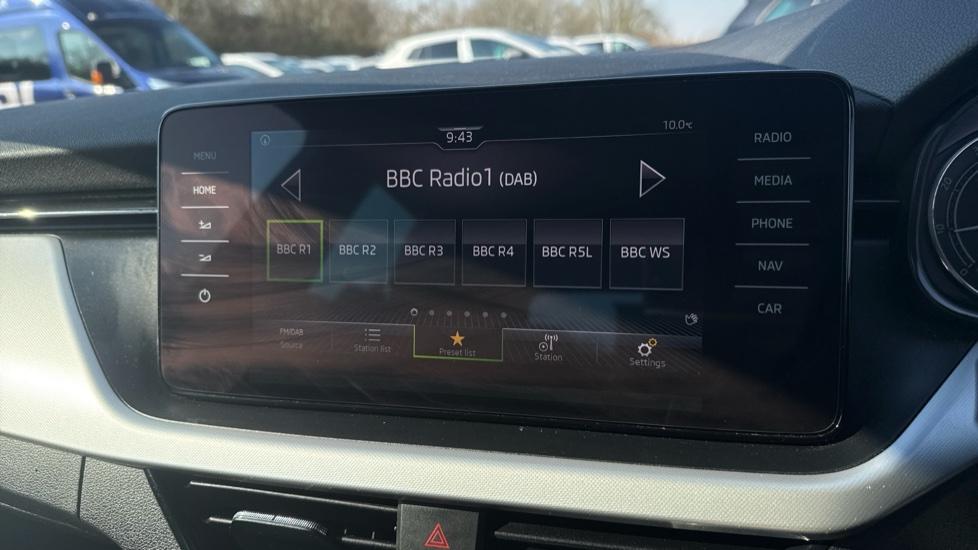 9:43
10.0°C
MENU
HOME
RADIO
MEDIA
PHONE
NAV
CAR
BBC Radio1 (DAB)
BBC R1
BBC R2
BBC R3
BBC R4
BBC R5L
BBC WS
FM/DAB
Source
Station list
Preset list
Station
Settings